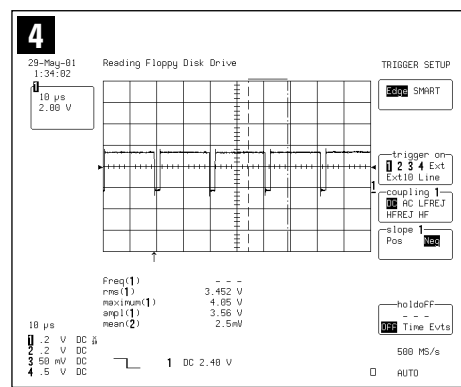 4
29-May-01
1:34:02
Reading Floppy Disk Drive
TRIGGER SETUP
1
10 µs
2.00 V
Edge SMART
trigger on
1 2 3 4 Ext
Ext10 Line
1
coupling 1
DC AC LFREJ
HFREJ HF
slope 1
Pos Neg
Freq(1) - - -
rms(1) 3.452 V
maximum(1) 4.05 V
ampl(1) 3.56 V
mean(2) 2.5mV
holdoff
- - -
OFF Time Evts
10 µs
1 .2 V DC
2 .2 V DC
3 50 mV DC
4 .5 V DC
1 DC 2.40 V
500 MS/s
AUTO